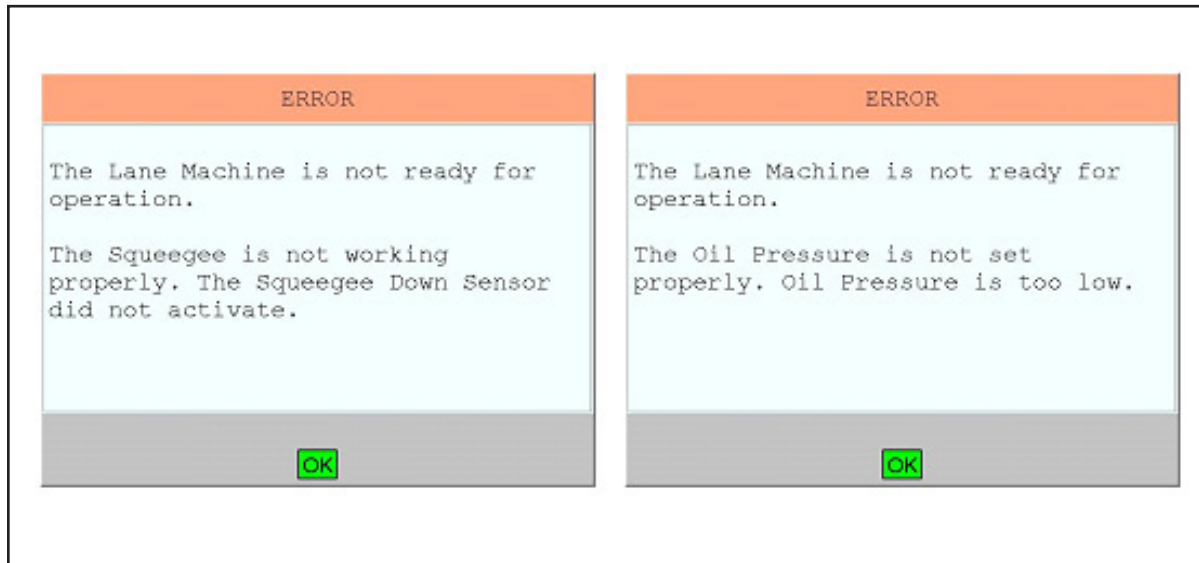 ERROR
The Lane Machine is not ready for
operation.
The Squeegee is not working
properly. The Squeegee Down Sensor
did not activate.
OK
ERROR
The Lane Machine is not ready for
operation.
The Oil Pressure is not set
properly. Oil Pressure is too low.
OK